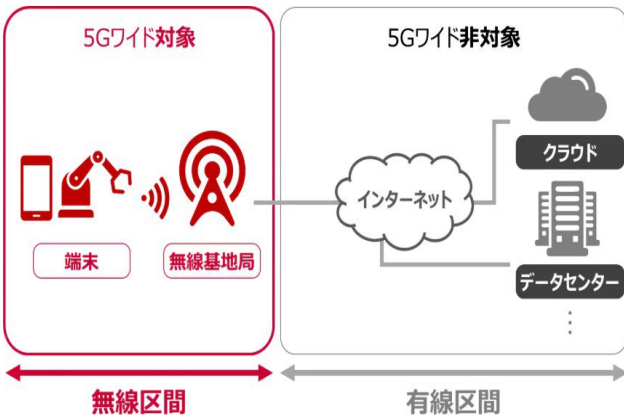 5Gワイド対象
5Gワイド非対象
クラウド
インターネット
端末
無線基地局
データセンター
無線区間
有線区間